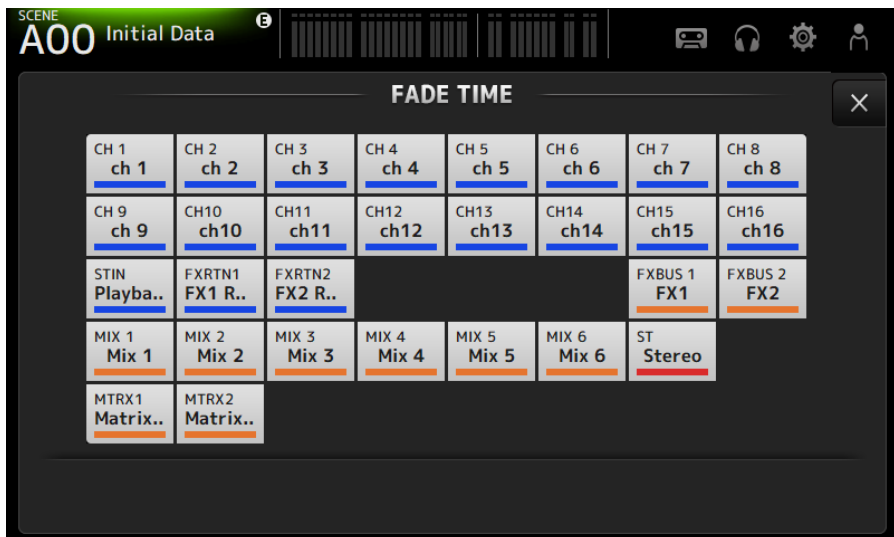 SCENE
A00 Initial Data E
FADE TIME
CH 1 CH 2 CH 3 CH 4 CH 5 CH 6 CH 7 CH 8
ch 1 ch 2 ch 3 ch 4 ch 5 ch 6 ch 7 ch 8
CH 9 CH10 CH11 CH12 CH13 CH14 CH15 CH16
ch 9 ch10 ch11 ch12 ch13 ch14 ch15 ch16
STIN FXRTN1 FXRTN2 FXBUS 1 FXBUS 2
Playba.. FX1 R.. FX2 R.. FX1 FX2
MIX 1 MIX 2 MIX 3 MIX 4 MIX 5 MIX 6 ST
Mix 1 Mix 2 Mix 3 Mix 4 Mix 5 Mix 6 Stereo
MTRX1 MTRX2
Matrix.. Matrix..